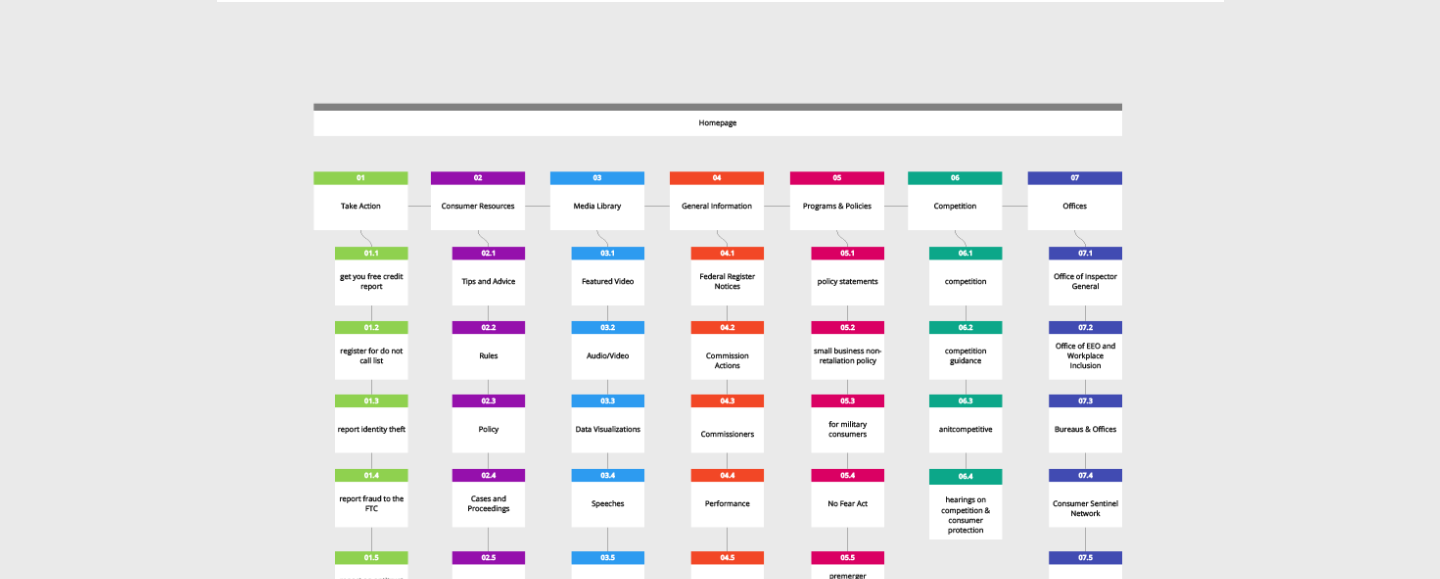 Homepage
01
02
03
04
05
06
07
Take Action
Consumer Resources
Media Library
General Information
Programs & Policies
Competition
Offices
01.1
02.1
03.1
04.1
05.1
06.1
07.1
get you free credit
report
Tips and Advice
Featured Video
Federal Register
Notices
policy statements
competition
Office of Inspector
General
01.2
02.2
03.2
04.2
05.2
06.2
07.2
register for do not
call list
Rules
Audio/Video
Commission
Actions
small business non-
retaliation policy
competition
guidance
Office of EEO and
Workplace
Inclusion
01.3
02.3
03.3
04.3
05.3
06.3
07.3
report identity theft
Policy
Data Visualizations
Commissioners
for military
consumers
anitcompetitive
Bureaus & Offices
01.4
02.4
03.4
04.4
05.4
06.4
07.4
report fraud to the
FTC
Cases and
Proceedings
Speeches
Performance
No Fear Act
hearings on
competition &
consumer
protection
Consumer Sentinel
Network
01.5
02.5
03.5
04.5
05.5
07.5
premerger